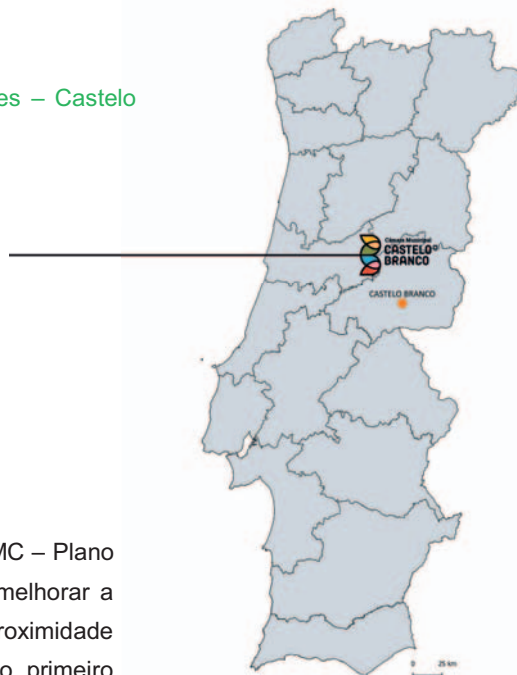 es – Castelo
Câmara Municipal
CASTELO
BRANCO
CASTELO BRANCO
MC – Plano
melhorar a
roximidade
o primeiro
0 25 km